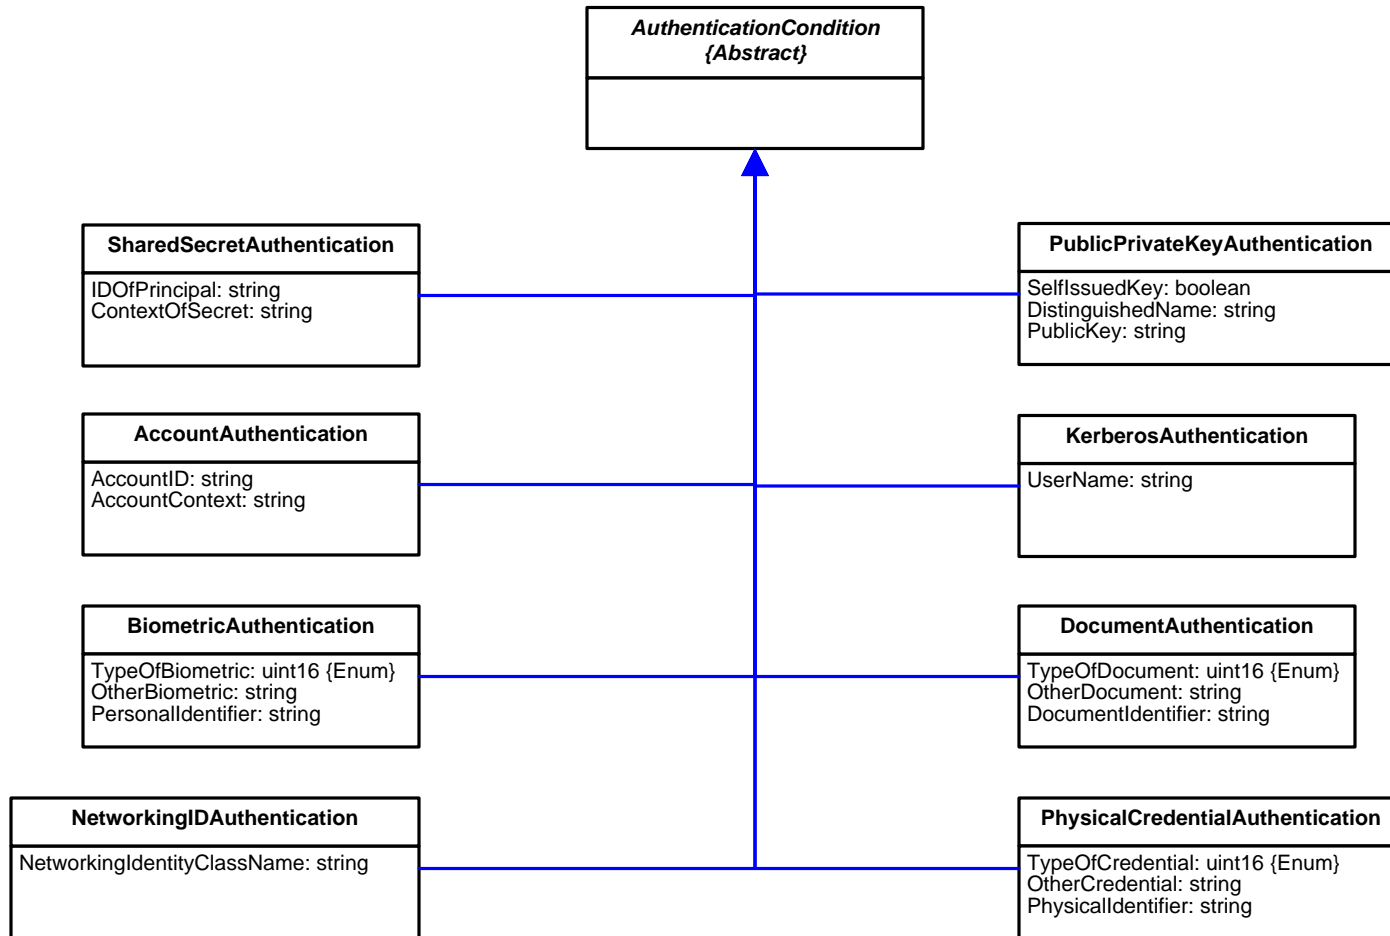 AuthenticationCondition
{Abstract}
SharedSecretAuthentication
IDOfPrincipal: string
ContextOfSecret: string
PublicPrivateKeyAuthentication
SelfIssuedKey: boolean
DistinguishedName: string
PublicKey: string
AccountAuthentication
AccountID: string
AccountContext: string
KerberosAuthentication
UserName: string
BiometricAuthentication
TypeOfBiometric: uint16 {Enum}
OtherBiometric: string
PersonalIdentifier: string
DocumentAuthentication
TypeOfDocument: uint16 {Enum}
OtherDocument: string
DocumentIdentifier: string
NetworkingIDAuthentication
NetworkingIdentityClassName: string
PhysicalCredentialAuthentication
TypeOfCredential: uint16 {Enum}
OtherCredential: string
PhysicalIdentifier: string